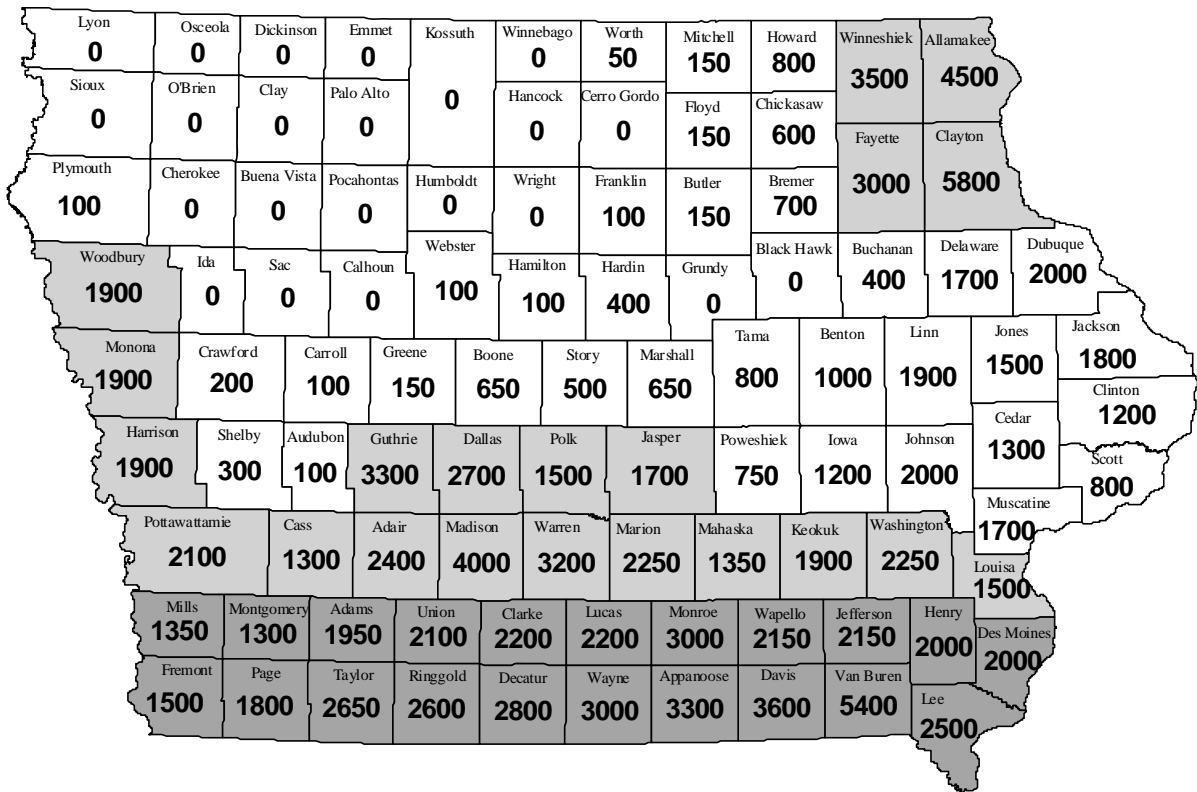 Lyon
0
Osceola
0
Dickinson
0
Emmet
0
Kossuth
0
Winnebago
0
Worth
50
Mitchell
150
Howard
800
Winneshiek
3500
Allamakee
4500
Sioux
0
O'Brien
0
Clay
0
Palo Alto
0
Hancock
0
Cerro Gordo
0
Floyd
150
Chickasaw
600
Fayette
3000
Clayton
5800
Plymouth
100
Cherokee
0
Buena Vista
0
Pocahontas
0
Humboldt
0
Wright
0
Franklin
100
Butler
150
Bremer
700
Woodbury
1900
Ida
0
Sac
0
Calhoun
0
Webster
100
Hamilton
100
Hardin
400
Grundy
0
Black Hawk
0
Buchanan
400
Delaware
1700
Dubuque
2000
Monona
1900
Crawford
200
Carroll
100
Greene
150
Boone
650
Story
500
Marshall
650
Tama
800
Benton
1000
Linn
1900
Jones
1500
Jackson
1800
Clinton
1200
Harrison
1900
Shelby
300
Audubon
100
Guthrie
3300
Dallas
2700
Polk
1500
Jasper
1700
Poweshiek
750
Iowa
1200
Johnson
2000
Cedar
1300
Scott
800
Muscatine
1700
Pottawattamie
2100
Cass
1300
Adair
2400
Madison
4000
Warren
3200
Marion
2250
Mahaska
1350
Keokuk
1900
Washington
2250
Louisa
1500
Mills
1350
Montgomery
1300
Adams
1950
Union
2100
Clarke
2200
Lucas
2200
Monroe
3000
Wapello
2150
Jefferson
2150
Henry
2000
Des Moines
2000
Fremont
1500
Page
1800
Taylor
2650
Ringgold
2600
Decatur
2800
Wayne
3000
Appanoose
3300
Davis
3600
Van Buren
5400
Lee
2500